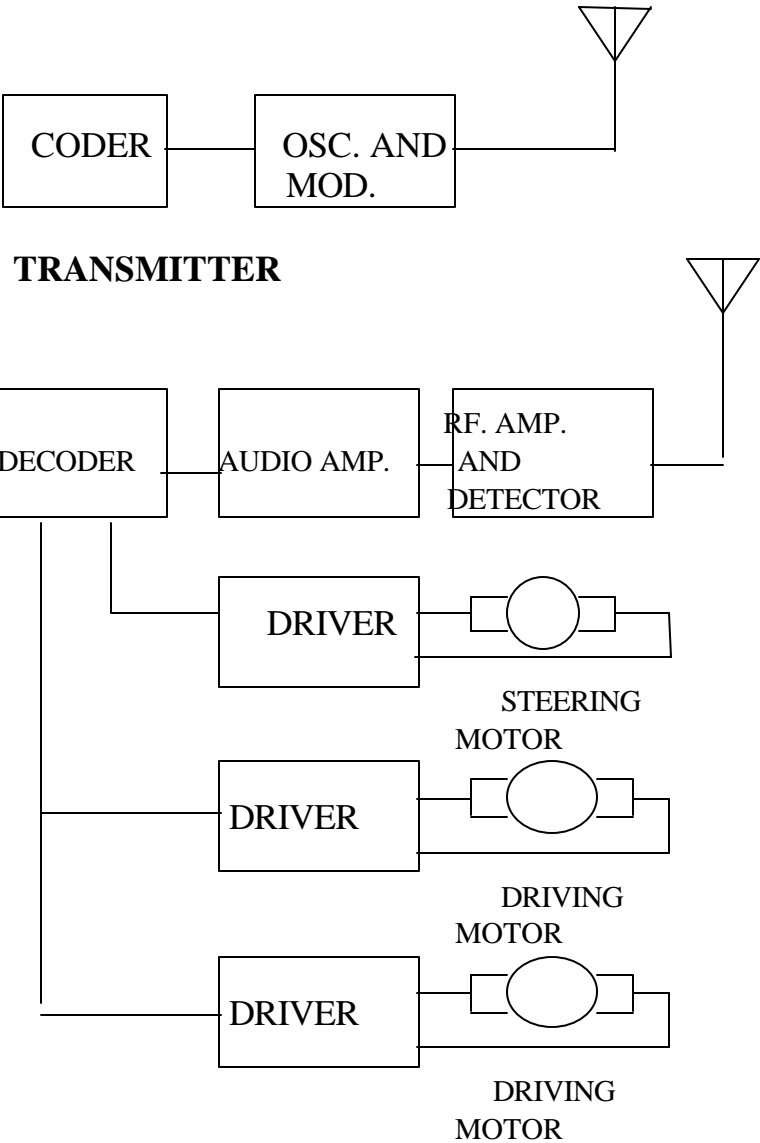 CODER
OSC. AND
MOD.
TRANSMITTER
DECODER
AUDIO AMP.
RF. AMP.
AND
DETECTOR
DRIVER
STEERING
MOTOR
DRIVER
DRIVING
MOTOR
DRIVER
DRIVING
MOTOR